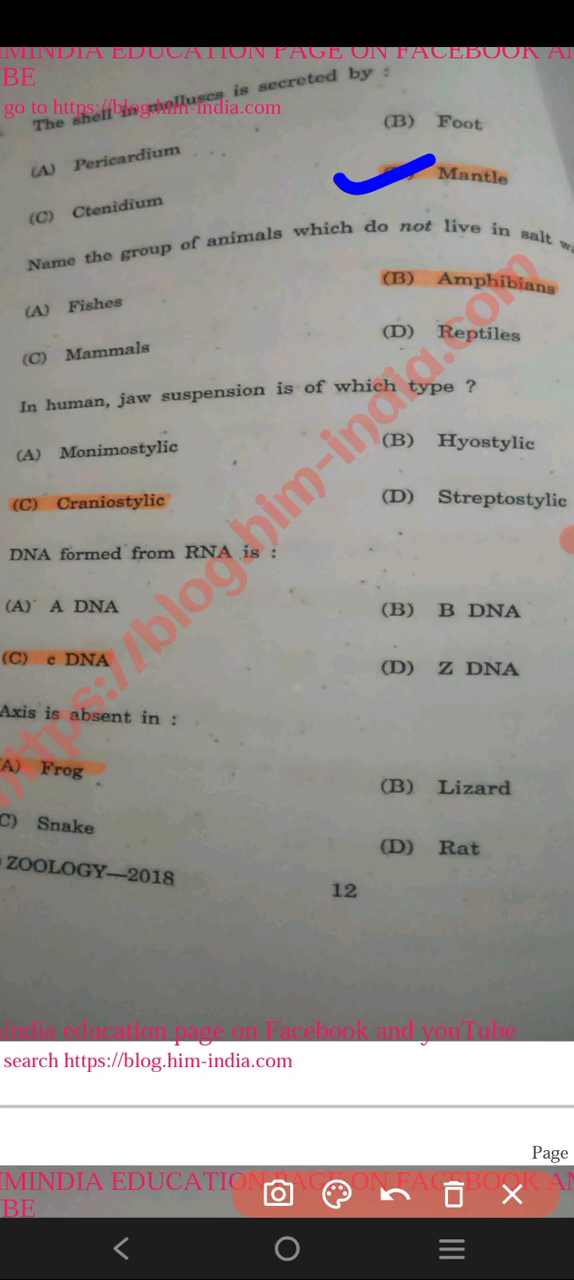 IMINDIA EDUCATION PAGE ON FACEBOOK AN
BE
go to https://blog.him-india.com
The shell in molluscs is secreted by :
(A) Pericardium
(B) Foot
(C) Ctenidium
Mantle
Name the group of animals which do not live in salt
(A) Fishes
(B) Amphibians
(C) Mammals
(D) Reptiles
In human, jaw suspension is of which type ?
(A) Monimostylic
(B) Hyostylic
(C) Craniostylic
(D) Streptostylic
DNA formed from RNA is :
(A) A DNA
(B) B DNA
(C) c DNA
(D) Z DNA
Axis is absent in :
A) Frog
(B) Lizard
C) Snake
(D) Rat
ZOOLOGY—2018
12
https://blog.him-india.com
india education page on Facebook and youTube
search https://blog.him-india.com
Page
IMINDIA EDUCATION PAGE ON FACEBOOK AN
BE